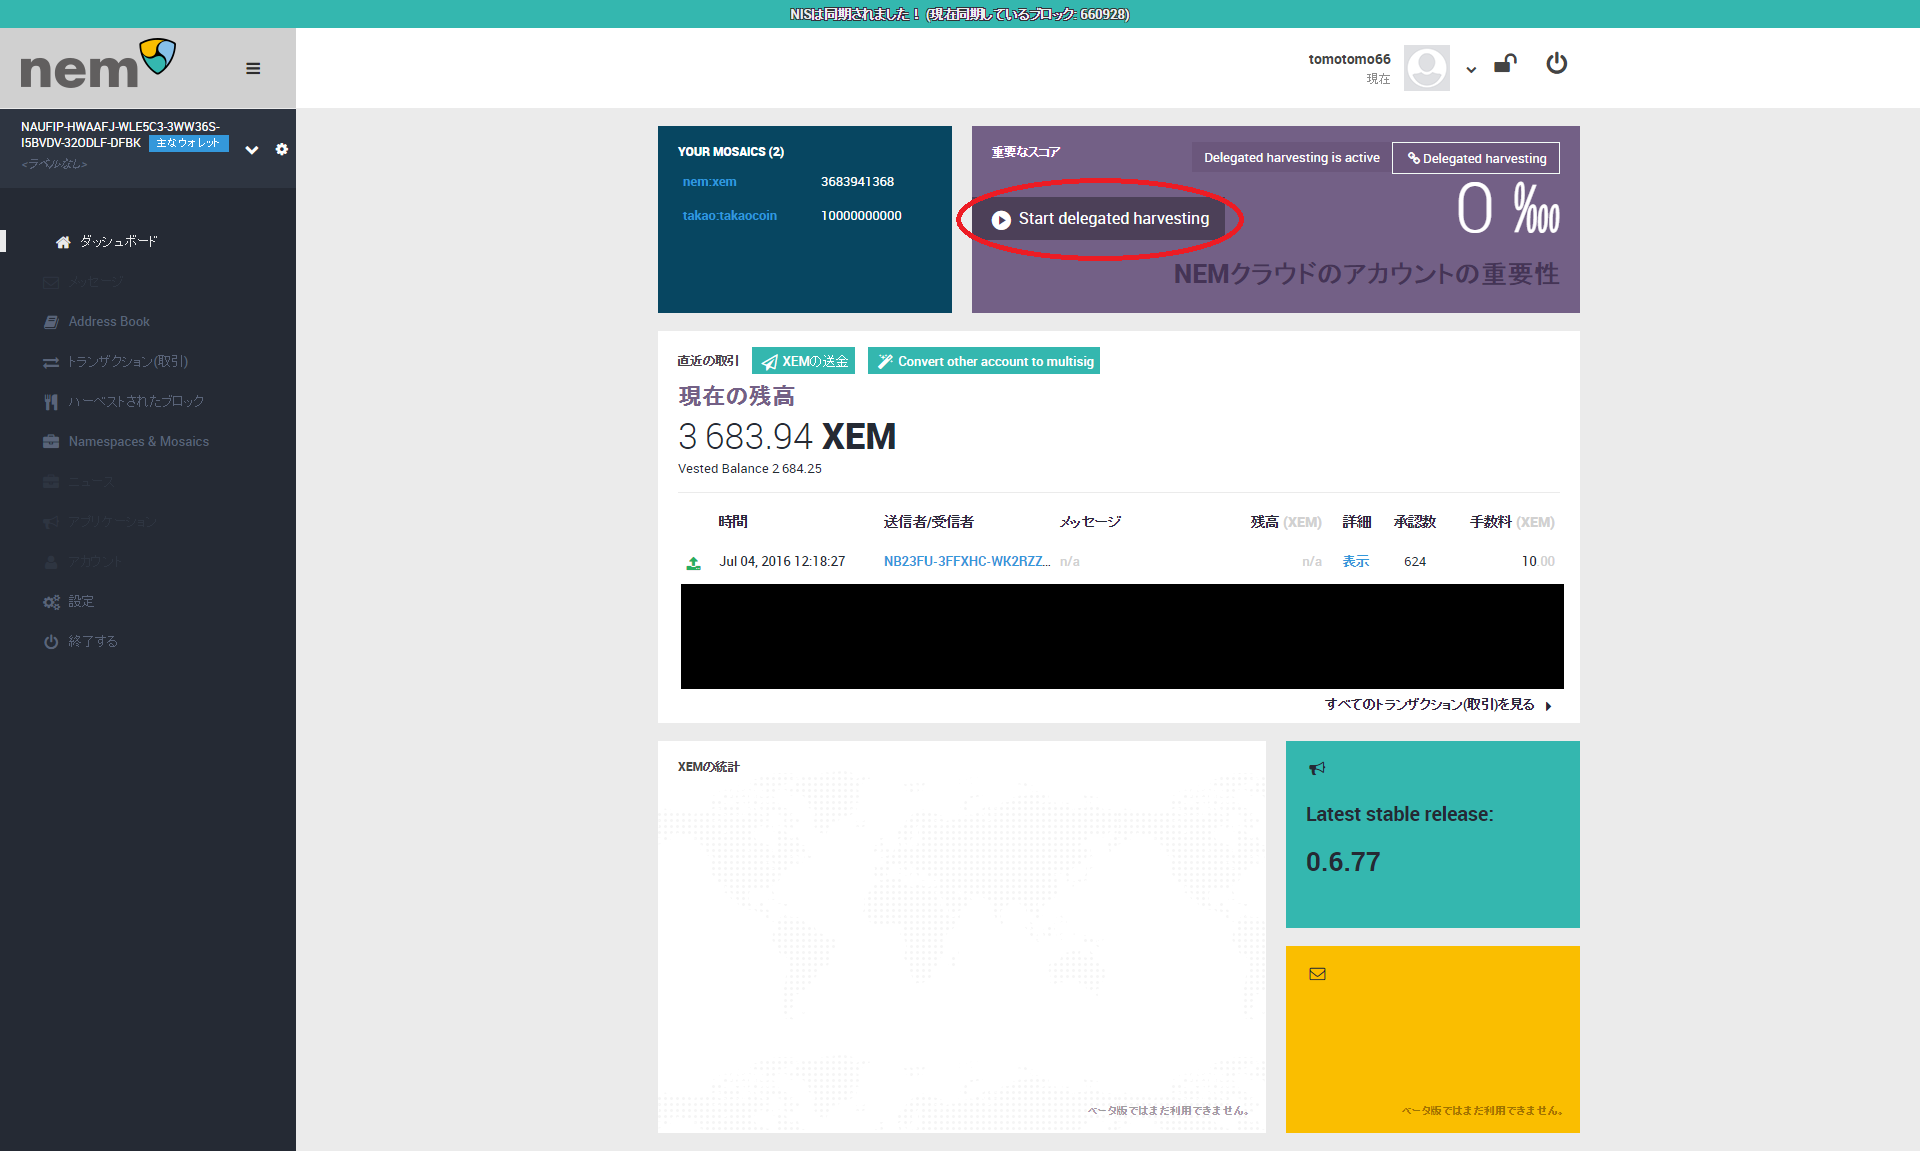 NISは同期されました！ (現在同期しているブロック: 660928)
nem
tomotomo66
現在
NAUFIP-HWAAFJ-WLE5C3-3WW36S-
I5BVDV-32ODLF-DFBK 主なウォレット
<ラベルなし>
ダッシュボード
メッセージ
Address Book
トランザクション(取引)
ハーベストされたブロック
Namespaces & Mosaics
ニュース
アプリケーション
アカウント
設定
終了する
YOUR MOSAICS (2)
nem:xem 3683941368
takao:takaocoin 10000000000
重要なスコア
Delegated harvesting is active
Delegated harvesting
Start delegated harvesting
0 ‱
NEMクラウドのアカウントの重要性
直近の取引 XEMの送金 Convert other account to multisig
現在の残高
3 683.94 XEM
Vested Balance 2 684.25
時間 送信者/受信者 メッセージ 残高 (XEM) 詳細 承認数 手数料 (XEM)
Jul 04, 2016 12:18:27 NB23FU-3FFXHC-WK2RZZ... n/a n/a 表示 624 10.00
すべてのトランザクション(取引)を見る
XEMの統計
ベータ版ではまだ利用できません。
Latest stable release:
0.6.77
ベータ版ではまだ利用できません。